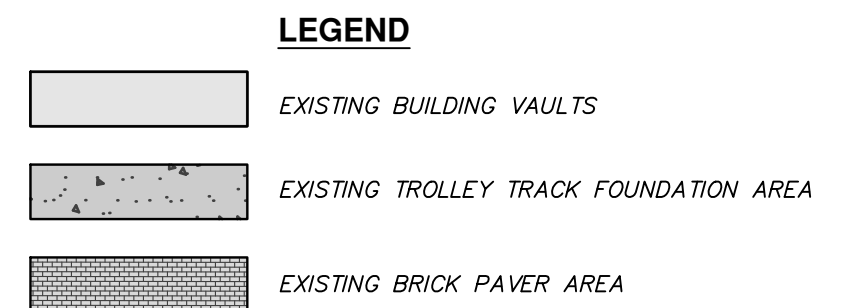 LEGEND
EXISTING BUILDING VAULTS
EXISTING TROLLEY TRACK FOUNDATION AREA
EXISTING BRICK PAVER AREA